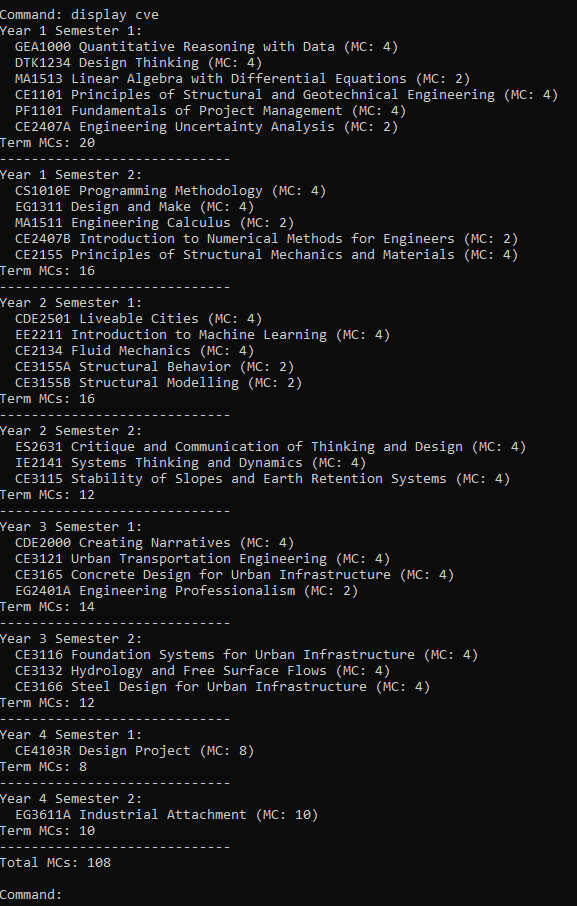 Command: display cve
Year 1 Semester 1:
GEA1000 Quantitative Reasoning with Data (MC: 4)
DTK1234 Design Thinking (MC: 4)
MA1513 Linear Algebra with Differential Equations (MC: 2)
CE1101 Principles of Structural and Geotechnical Engineering (MC: 4)
PF1101 Fundamentals of Project Management (MC: 4)
CE2407A Engineering Uncertainty Analysis (MC: 2)
Term MCs: 20
-----------------------------
Year 1 Semester 2:
CS1010E Programming Methodology (MC: 4)
EG1311 Design and Make (MC: 4)
MA1511 Engineering Calculus (MC: 2)
CE2407B Introduction to Numerical Methods for Engineers (MC: 2)
CE2155 Principles of Structural Mechanics and Materials (MC: 4)
Term MCs: 16
-----------------------------
Year 2 Semester 1:
CDE2501 Liveable Cities (MC: 4)
EE2211 Introduction to Machine Learning (MC: 4)
CE2134 Fluid Mechanics (MC: 4)
CE3155A Structural Behavior (MC: 2)
CE3155B Structural Modelling (MC: 2)
Term MCs: 16
-----------------------------
Year 2 Semester 2:
ES2631 Critique and Communication of Thinking and Design (MC: 4)
IE2141 Systems Thinking and Dynamics (MC: 4)
CE3115 Stability of Slopes and Earth Retention Systems (MC: 4)
Term MCs: 12
-----------------------------
Year 3 Semester 1:
CDE2000 Creating Narratives (MC: 4)
CE3121 Urban Transportation Engineering (MC: 4)
CE3165 Concrete Design for Urban Infrastructure (MC: 4)
EG2401A Engineering Professionalism (MC: 2)
Term MCs: 14
-----------------------------
Year 3 Semester 2:
CE3116 Foundation Systems for Urban Infrastructure (MC: 4)
CE3132 Hydrology and Free Surface Flows (MC: 4)
CE3166 Steel Design for Urban Infrastructure (MC: 4)
Term MCs: 12
-----------------------------
Year 4 Semester 1:
CE4103R Design Project (MC: 8)
Term MCs: 8
-----------------------------
Year 4 Semester 2:
EG3611A Industrial Attachment (MC: 10)
Term MCs: 10
-----------------------------
Total MCs: 108
Command: